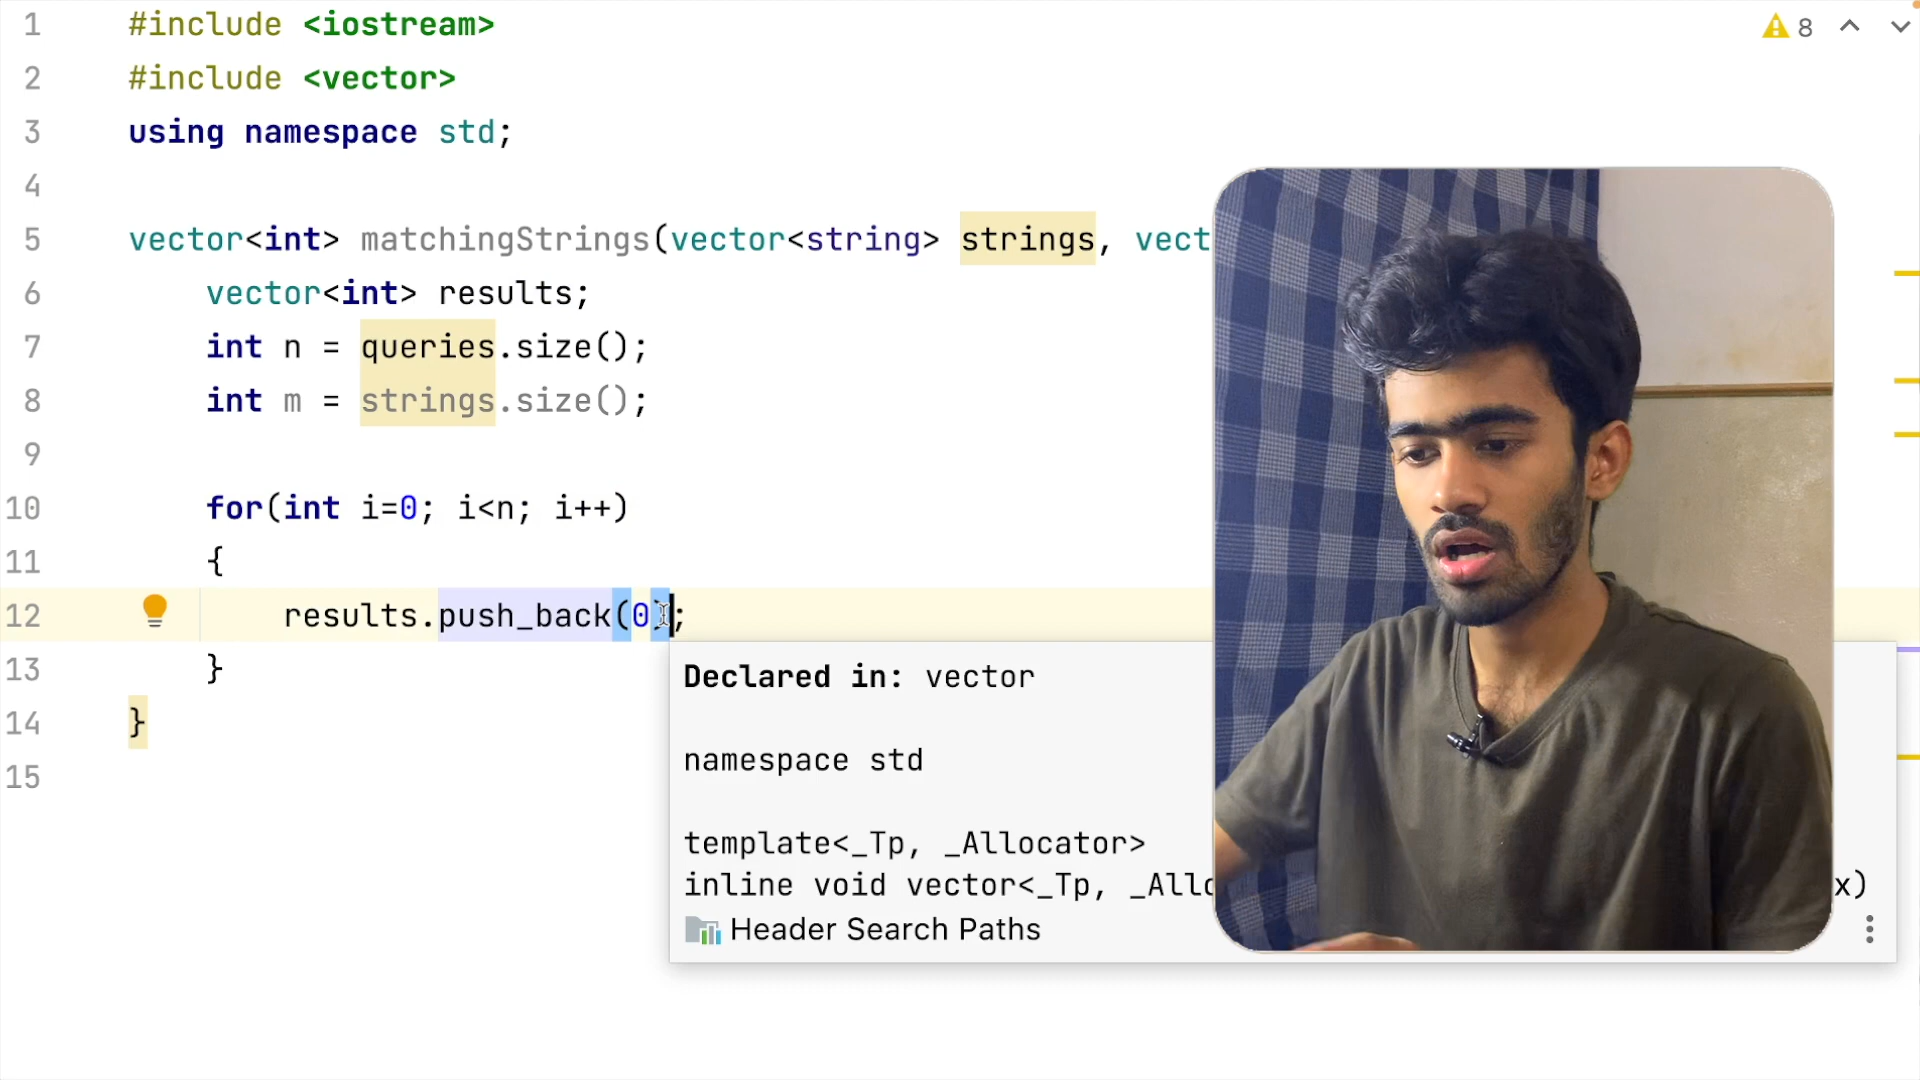 1 #include <iostream>
2 #include <vector>
3 using namespace std;
4
5 vector<int> matchingStrings(vector<string> strings, vect
6 vector<int> results;
7 int n = queries.size();
8 int m = strings.size();
9
10 for(int i=0; i<n; i++)
11 {
12 results.push_back(0);
13 }
14 }
15
8
Declared in: vector
namespace std
template<_Tp, _Allocator>
inline void vector<_Tp, _Allo x)
Header Search Paths